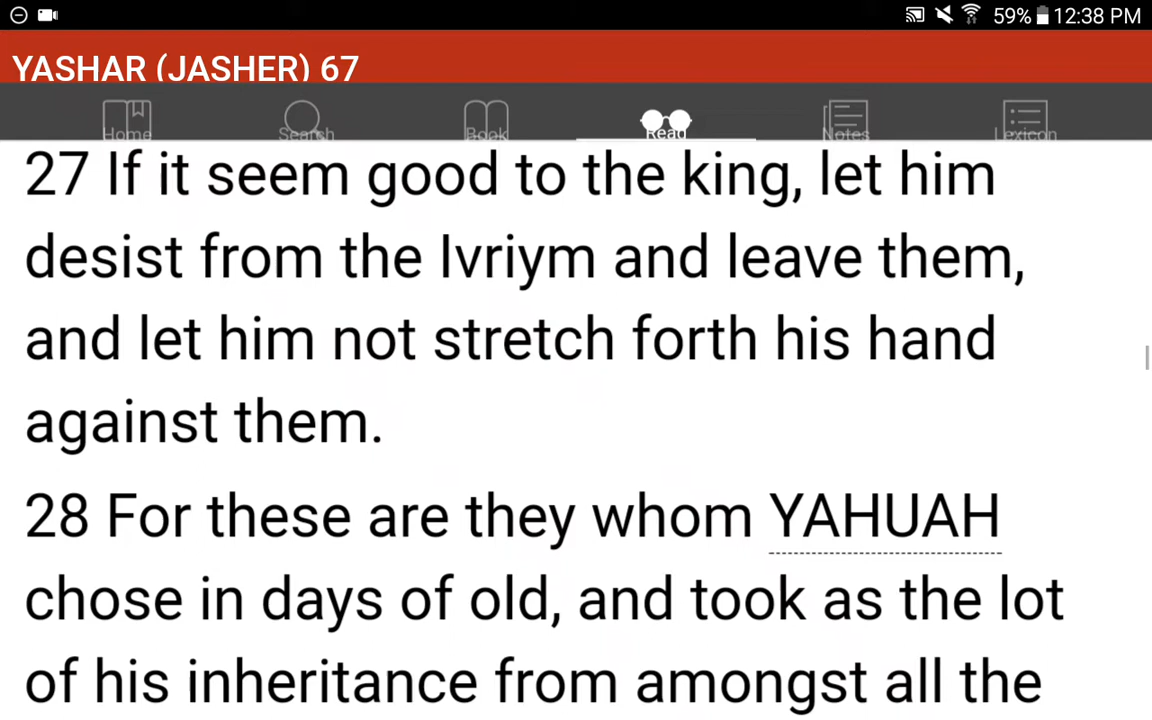 59% 12:38 PM
YASHAR (JASHER) 67
Home Search Book Read Notes Lexicon
27 If it seem good to the king, let him
desist from the Ivriym and leave them,
and let him not stretch forth his hand
against them.
28 For these are they whom YAHUAH
chose in days of old, and took as the lot
of his inheritance from amongst all the